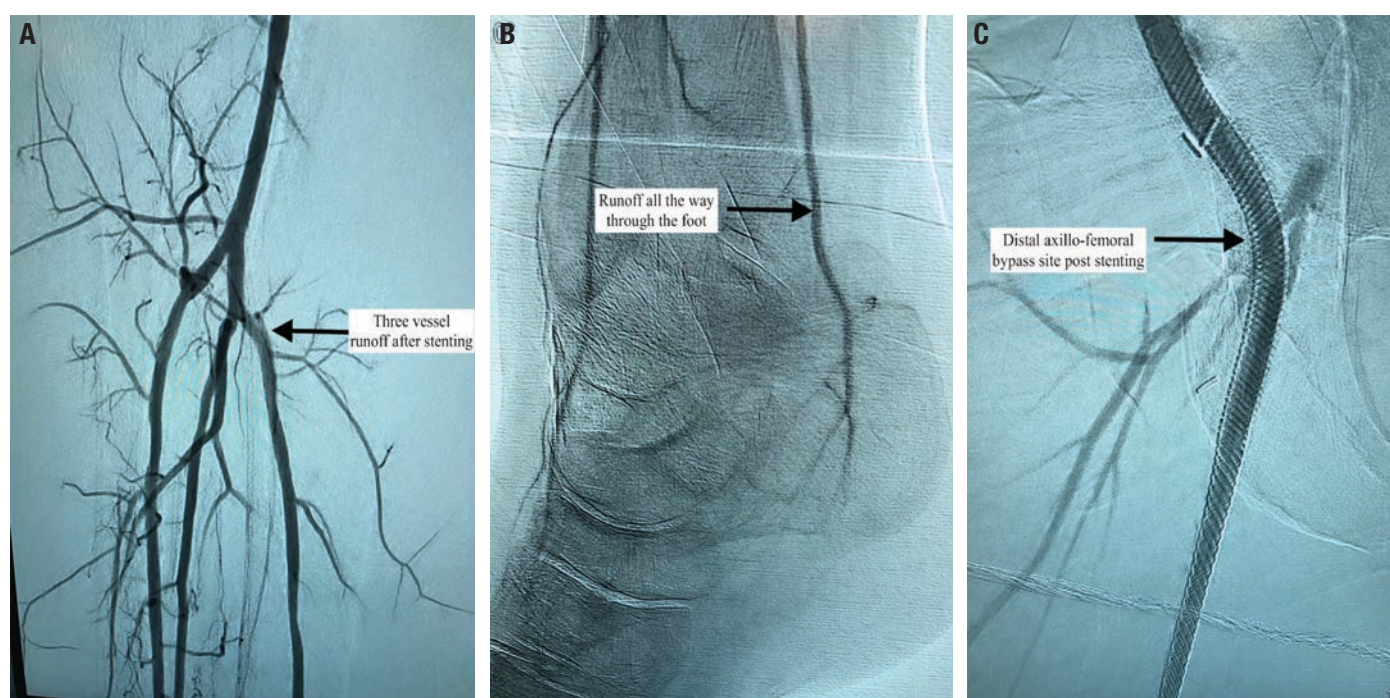 A
Three vessel
runoff after stenting
B
Runoff all the way
through the foot
C
Distal axillo-femoral
bypass site post stenting